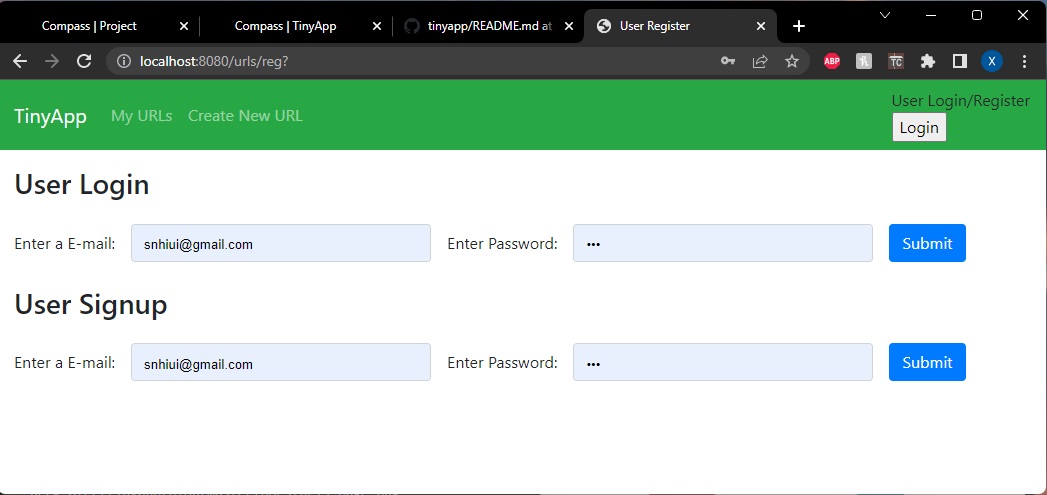 Compass | Project
Compass | TinyApp
tinyapp/README.md at
User Register
localhost:8080/urls/reg?
ABP
TC
X
TinyApp
My URLs
Create New URL
User Login/Register
Login
User Login
Enter a E-mail: snhiui@gmail.com Enter Password: ••• Submit
User Signup
Enter a E-mail: snhiui@gmail.com Enter Password: ••• Submit